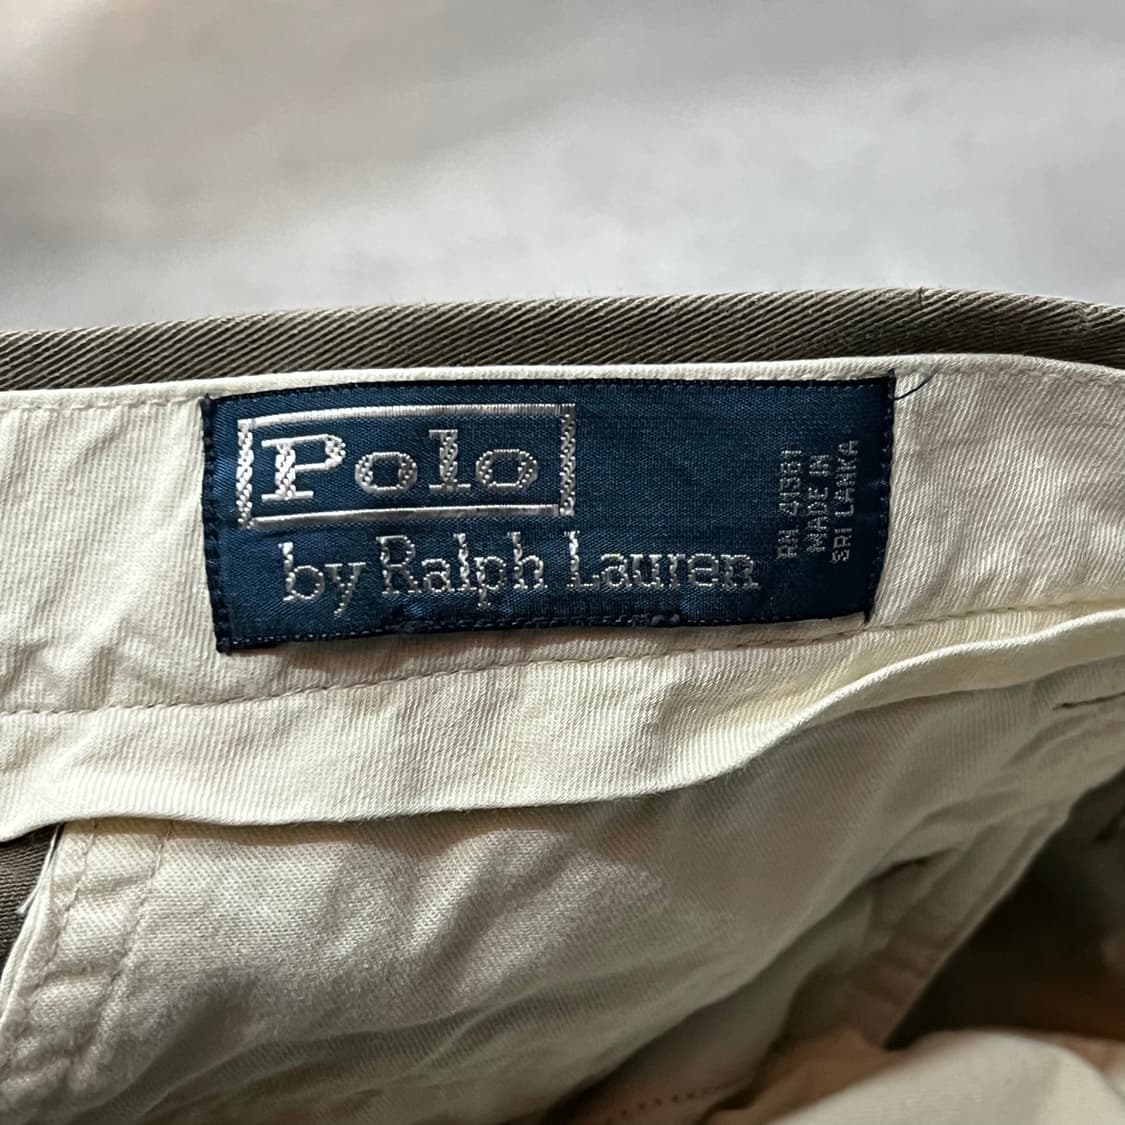 Polo
by Ralph Lauren
RN 41381
MADE IN
SRI LANKA